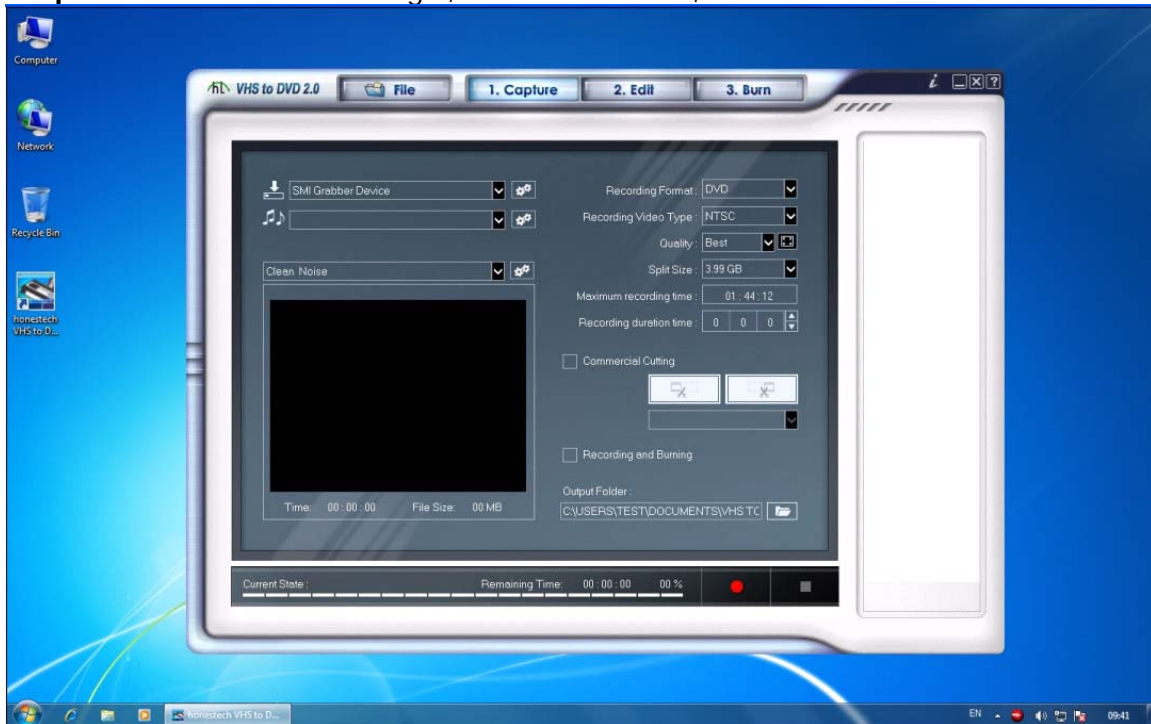 Computer
Network
Recycle Bin
honestech
VHS to D...
VHS to DVD 2.0
File
1. Capture
2. Edit
3. Burn
i
?
SMI Grabber Device
Clean Noise
Time: 00 : 00 : 00 File Size: 00 MB
Recording Format : DVD
Recording Video Type : NTSC
Quality : Best
Split Size : 3.99 GB
Maximum recording time : 01 : 44 : 12
Recording duration time : 0 0 0
Commercial Cutting
Recording and Burning
Output Folder :
C:\USERS\TEST\DOCUMENTS\VHS TO
Current State : Remaining Time: 00 : 00 : 00 00 %
honestech VHS to D...
EN
09:41